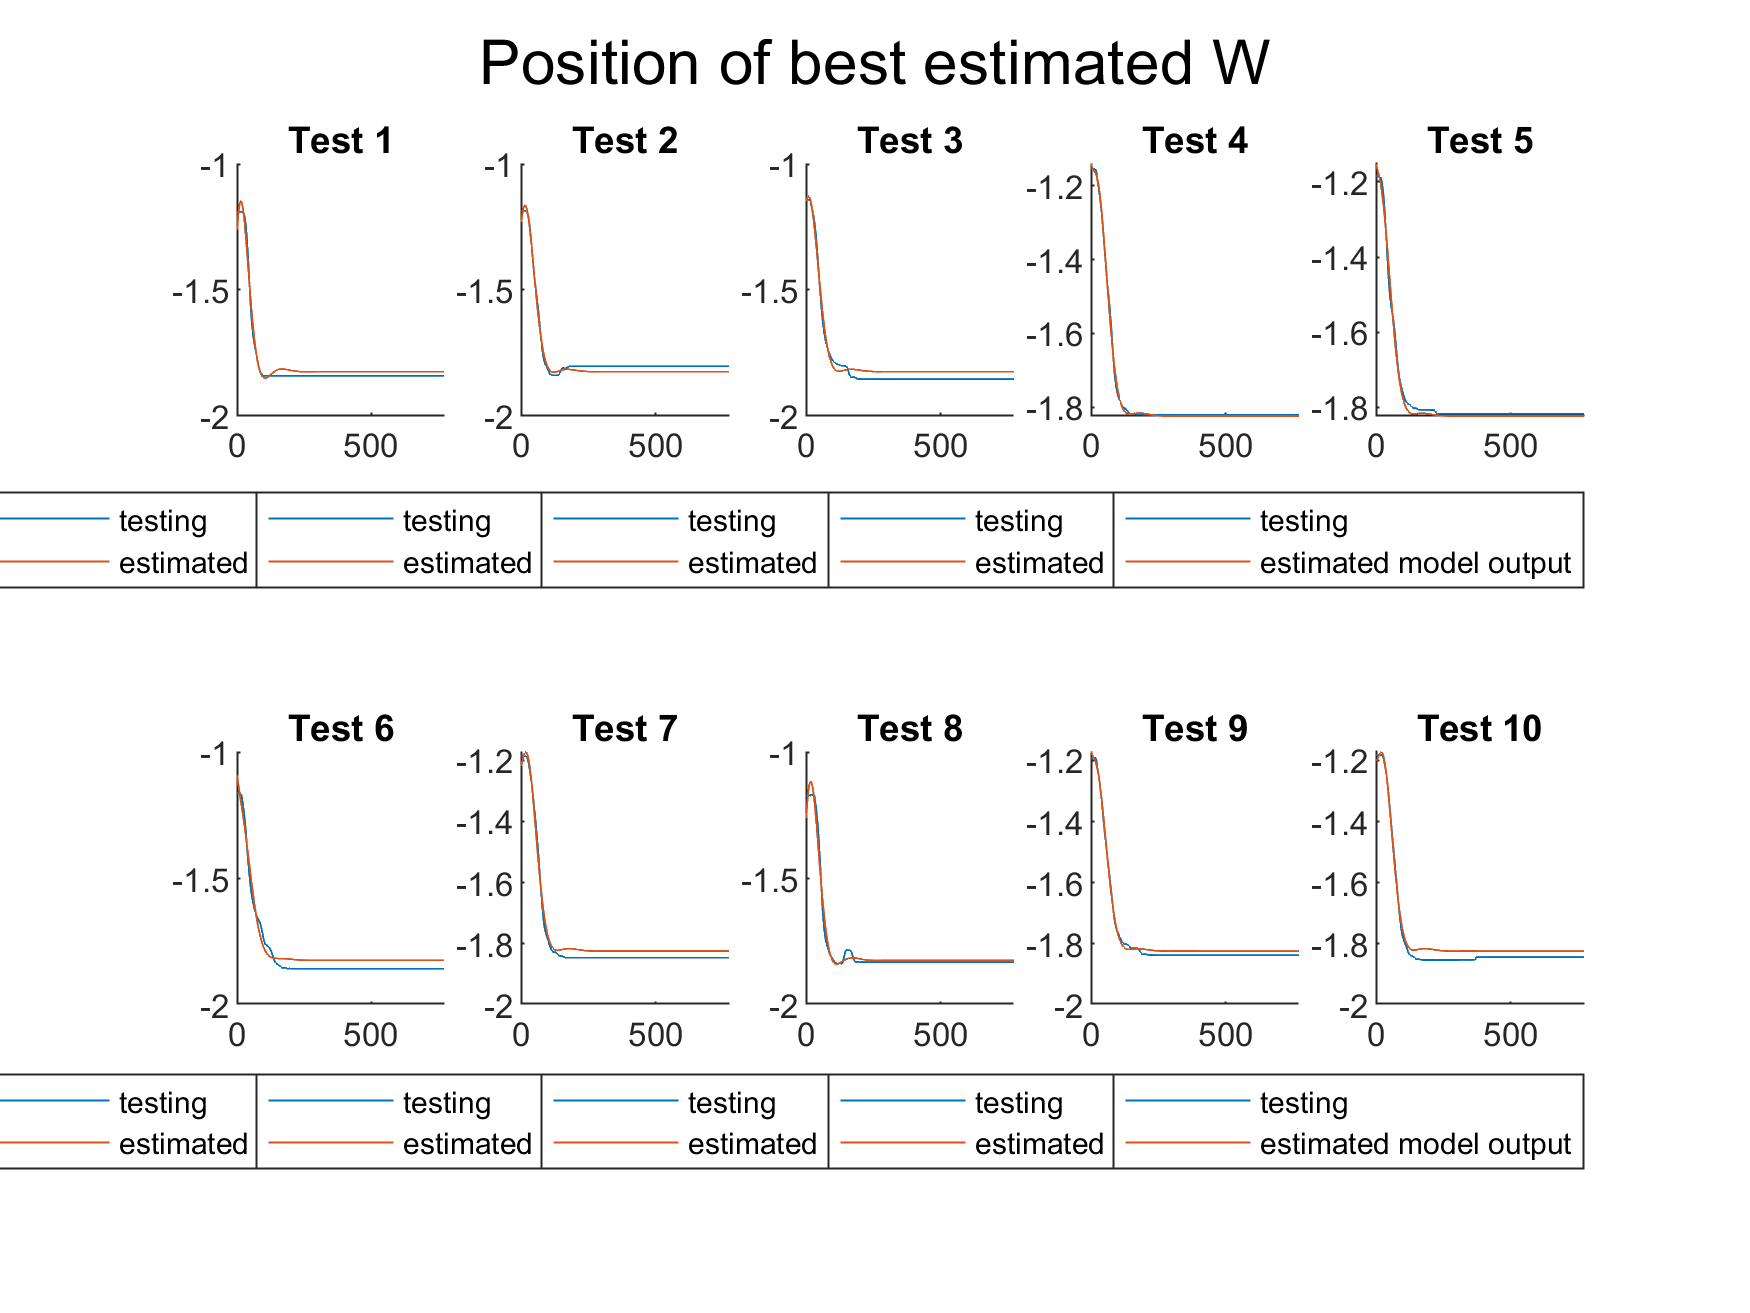 Position of best estimated W
Test 1 Test 2 Test 3 Test 4 Test 5
-1 -1 -1 -1.2 -1.2
-1.5 -1.5 -1.5 -1.4 -1.4
-1.6 -1.6
-2 -2 -2 -1.8 -1.8
0 500 0 500 0 500 0 500 0 500
testing testing testing testing testing
estimated estimated estimated estimated estimated model output
Test 6 Test 7 Test 8 Test 9 Test 10
-1 -1.2 -1 -1.2 -1.2
-1.4 -1.4 -1.4
-1.5 -1.6 -1.5 -1.6 -1.6
-1.8 -1.8 -1.8
-2 -2 -2 -2 -2
0 500 0 500 0 500 0 500 0 500
testing testing testing testing testing
estimated estimated estimated estimated estimated model output